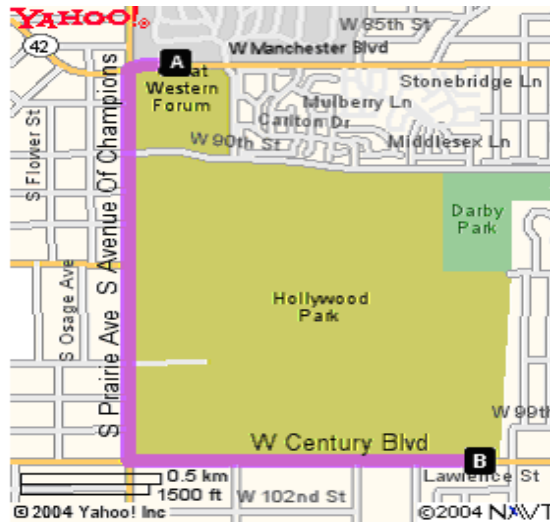 YAHOO!
42
W 85th St
W Manchester Blvd
A
Western
Forum
Stonebridge Ln
Mulberry Ln
Carlton Dr
W 90th St
Middlesex Ln
S Flower St
S Prairie Ave S Avenue Of Champions
Darby
Park
Hollywood
Park
S Osage Ave
W 99th
W Century Blvd
B
Lawrence St
0.5 km
1500 ft
W 102nd St
© 2004 Yahoo! Inc
©2004 NAVT